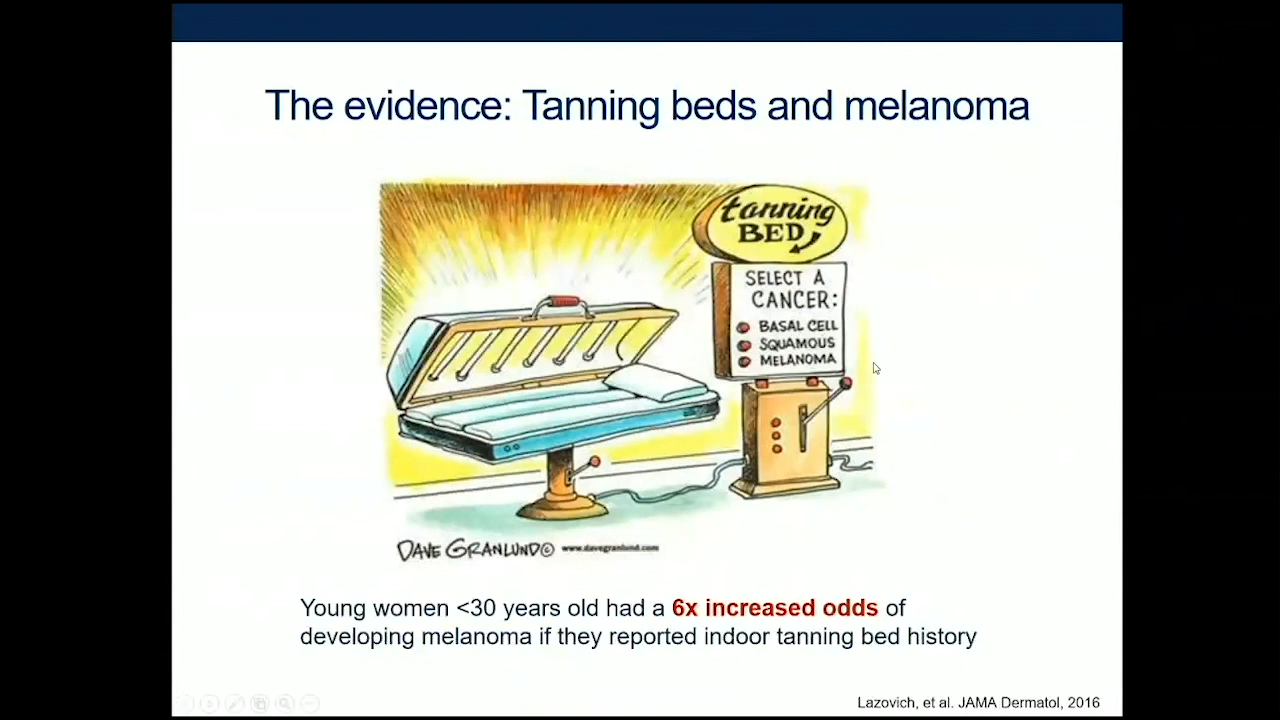 The evidence: Tanning beds and melanoma
tanning
BED
SELECT A
CANCER:
BASAL CELL
SQUAMOUS
MELANOMA
DAVE GRANLUND© www.davegranlund.com
Young women <30 years old had a 6x increased odds of
developing melanoma if they reported indoor tanning bed history
Lazovich, et al. JAMA Dermatol, 2016